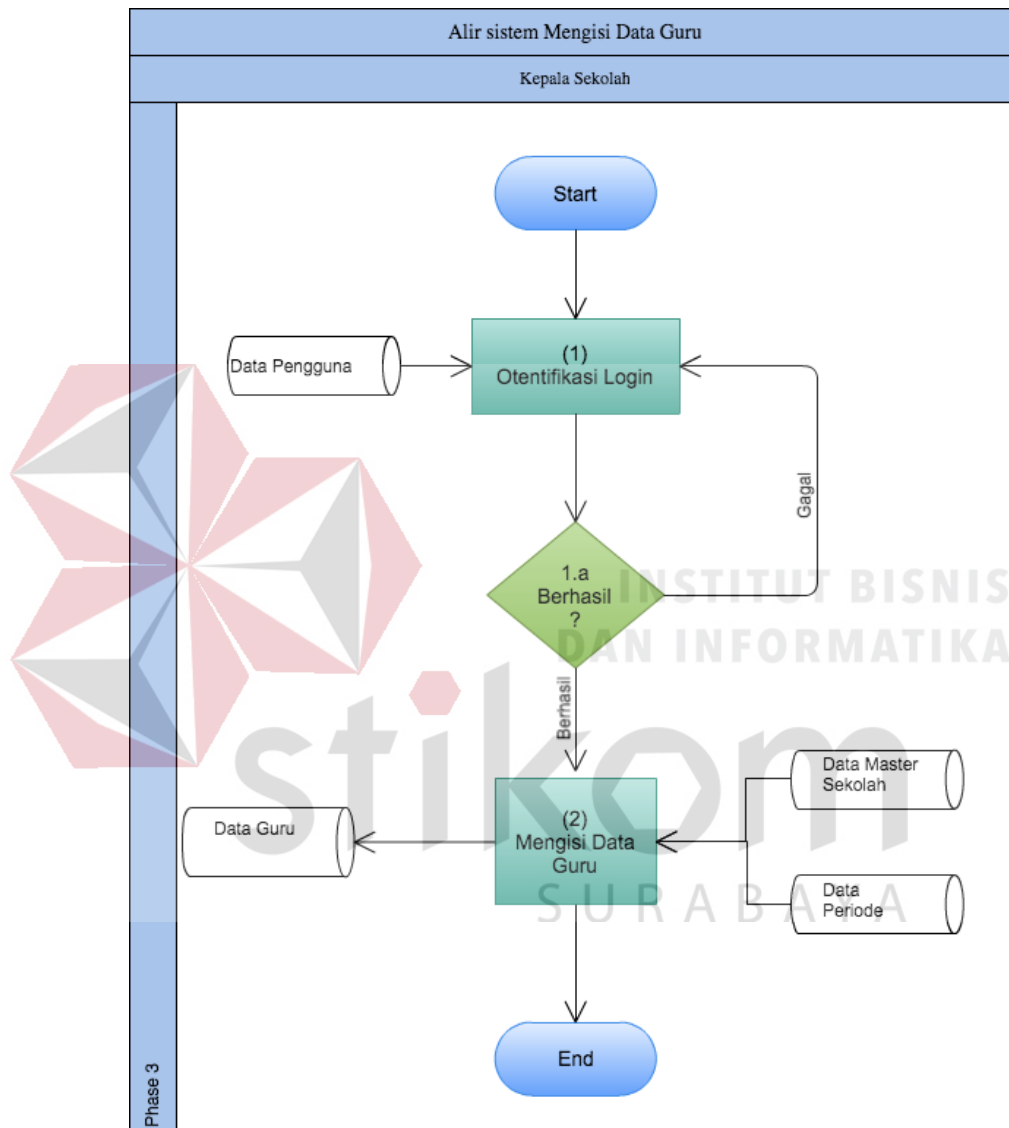 Alir sistem Mengisi Data Guru
Kepala Sekolah
Start
(1)
Otentifikasi Login
Data Pengguna
Gagal
1.a
Berhasil
?
INSTITUT BISNIS
DAN INFORMATIKA
Berhasil
stikom
SURABAYA
Data Master
Sekolah
Data Guru
(2)
Mengisi Data
Guru
Data
Periode
End
Phase 3